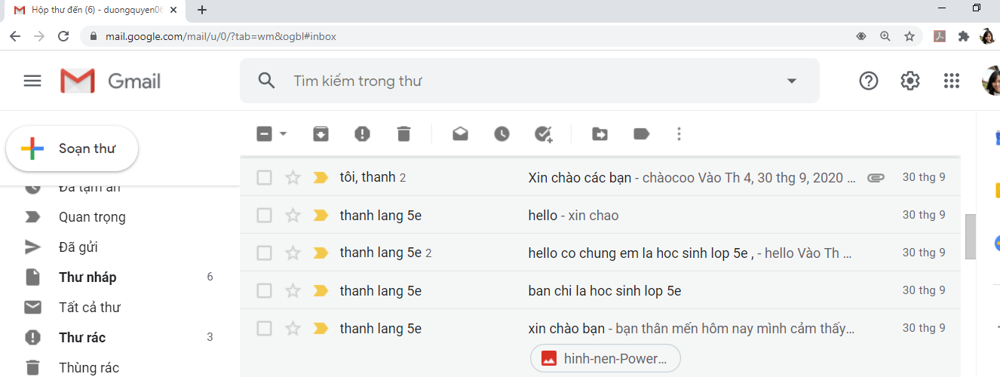 Hộp thư đến (6) - duongquyen06
mail.google.com/mail/u/0/?tab=wm&ogbl#inbox
Gmail
Tìm kiếm trong thư
Soạn thư
Đã tạm ẩn
Quan trọng
Đã gửi
Thư nháp 6
Tất cả thư
Thư rác 3
Thùng rác
tôi, thanh 2 Xin chào các bạn - chàocoo Vào Th 4, 30 thg 9, 2020 ... 30 thg 9
thanh lang 5e hello - xin chao 30 thg 9
thanh lang 5e 2 hello co chung em la hoc sinh lop 5e , - hello Vào Th ... 30 thg 9
thanh lang 5e ban chi la hoc sinh lop 5e 30 thg 9
thanh lang 5e xin chào bạn - bạn thân mến hôm nay mình cảm thấy... 30 thg 9
hinh-nen-Power...